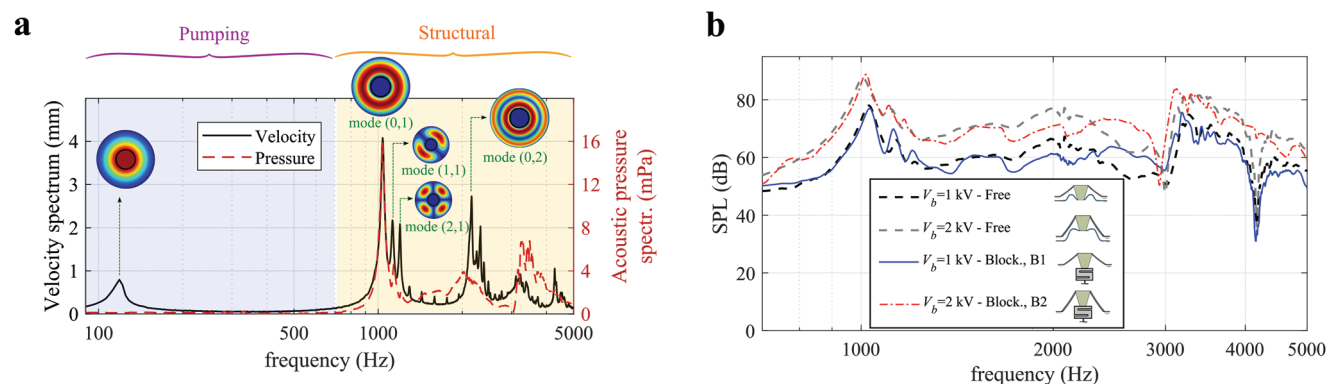 a
Pumping
Structural
Velocity spectrum (mm)
4
3
2
1
0
Velocity
Pressure
mode (0,1)
mode (1,1)
mode (2,1)
mode (0,2)
16
12
8
4
0
Acoustic pressure
spectr. (mPa)
100
500
1000
5000
frequency (Hz)
b
SPL (dB)
80
60
40
20
0
V_b=1 kV - Free
V_b=2 kV - Free
V_b=1 kV - Block., B1
V_b=2 kV - Block., B2
1000
2000
3000
4000
5000
frequency (Hz)